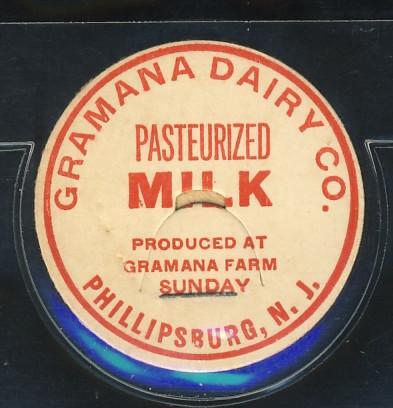 GRAMANA DAIRY CO.
PASTEURIZED
MILK
PRODUCED AT
GRAMANA FARM
SUNDAY
PHILLIPSBURG, N. J.